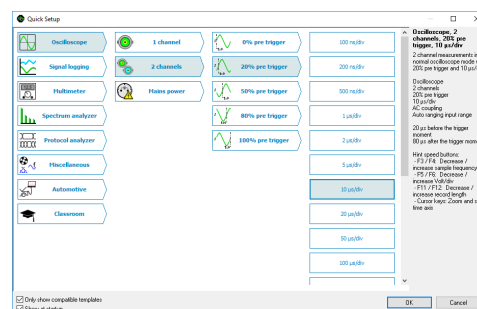 Quick Setup
Oscilloscope
Signal logging
Multimeter
Spectrum analyzer
Protocol analyzer
Miscellaneous
Automotive
Classroom
1 channel
2 channels
Mains power
0% pre trigger
20% pre trigger
50% pre trigger
80% pre trigger
100% pre trigger
100 ns/div
200 ns/div
500 ns/div
1 µs/div
2 µs/div
5 µs/div
10 µs/div
20 µs/div
50 µs/div
100 µs/div
Oscilloscope, 2
channels, 20% pre
trigger, 10 µs/div
2 channel measurements in
normal oscilloscope mode
20% pre trigger and 10 µs/
Oscilloscope
2 channels
20% pre trigger
10 µs/div
AC coupling
Auto ranging input range
20 µs before the trigger
moment
80 µs after the trigger mom
Hint speed buttons:
- F3 / F4: Decrease /
increase sample frequency
- F5 / F6: Decrease /
increase Volt/div
- F11 / F12: Decrease /
increase record length
- Cursor keys: Zoom and s
time axis
Only show compatible templates
Show at startup
OK
Cancel